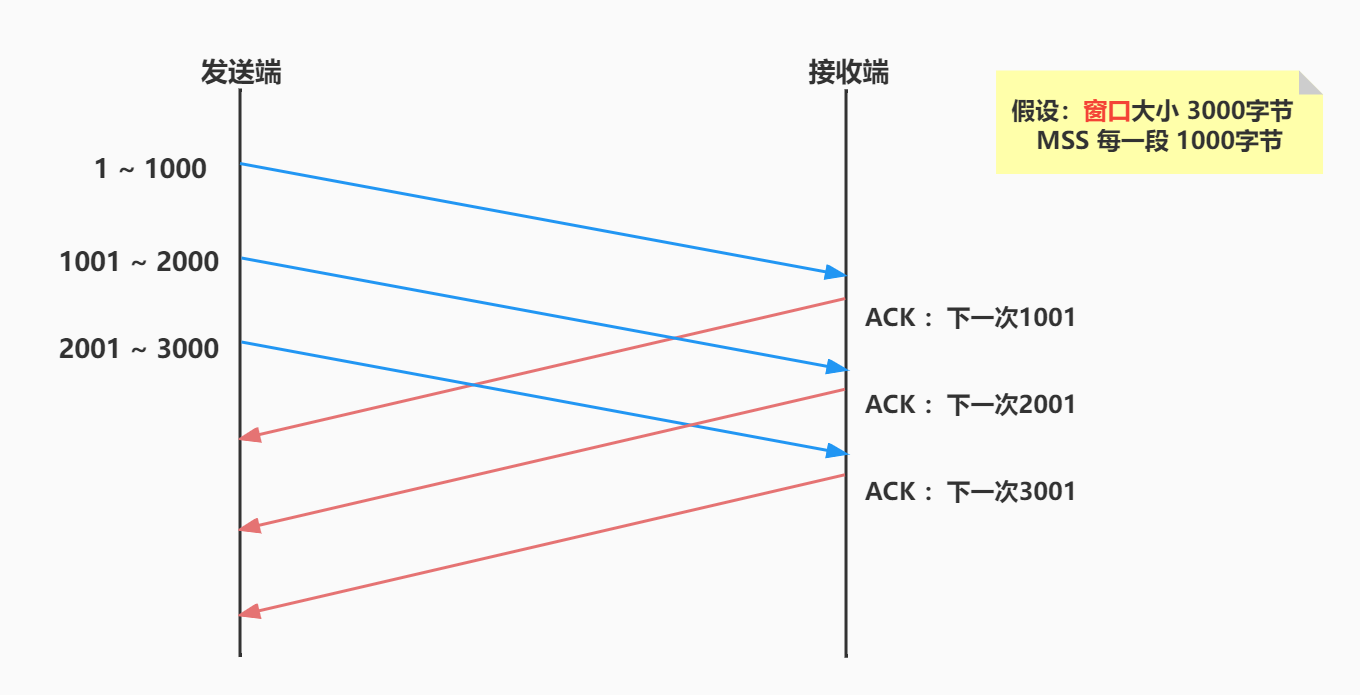 发送端
接收端
假设：窗口大小 3000字节
MSS 每一段 1000字节
1 ~ 1000
1001 ~ 2000
2001 ~ 3000
ACK ：下一次1001
ACK ：下一次2001
ACK ：下一次3001